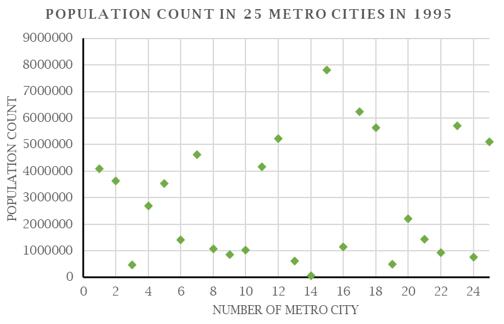 POPULATION COUNT IN 25 METRO CITIES IN 1995
9000000
8000000
7000000
6000000
5000000
4000000
3000000
2000000
1000000
0
POPULATION COUNT
0 2 4 6 8 10 12 14 16 18 20 22 24
NUMBER OF METRO CITY